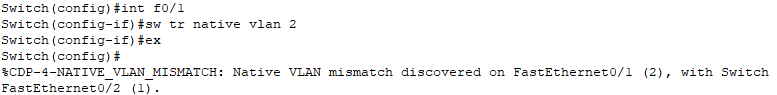 Switch(config)#int f0/1
Switch(config-if)#sw tr native vlan 2
Switch(config-if)#ex
Switch(config)#
%CDP-4-NATIVE_VLAN_MISMATCH: Native VLAN mismatch discovered on FastEthernet0/1 (2), with Switch
FastEthernet0/2 (1).